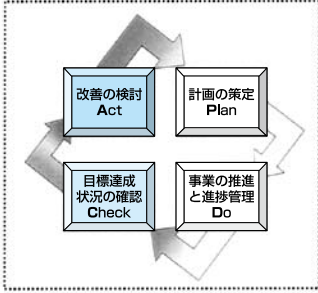 改善の検討
Act
計画の策定
Plan
目標達成
状況の確認
Check
事業の推進
と進捗管理
Do